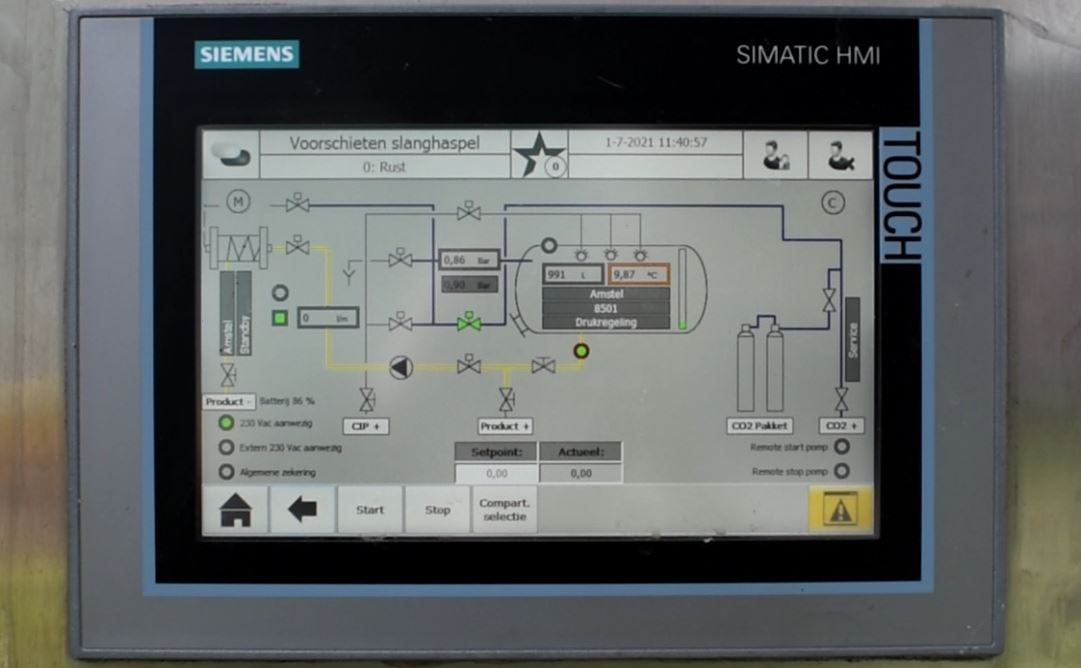 SIEMENS
SIMATIC HMI
TOUCH
Voorschieten slanghaspel
0: Rust
0
1-7-2021 11:40:57
M
C
0,86 Bar
0,90 Bar
991 L
9,87 °C
Amstel
8501
Drukregeling
0 l/m
Amstel
Standby
Service
Product -
Batterij 86 %
230 Vac aanwezig
Extern 230 Vac aanwezig
Algemene zekering
CIP +
Product +
CO2 Pakket
CO2 +
Remote start pomp
Remote stop pomp
Setpoint:
Actueel:
0,00
0,00
Start
Stop
Compart.
selectie